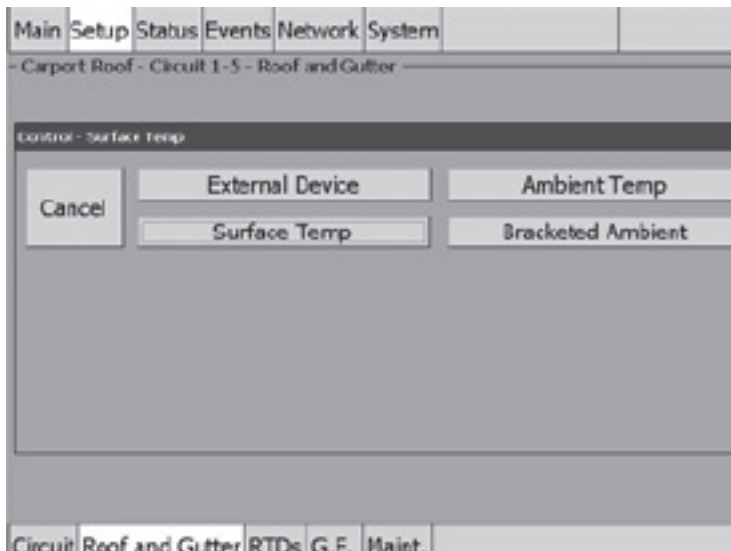 Main Setup Status Events Network System
Carport Roof - Circuit 1-5 - Roof and Gutter
Control - Surface Temp
Cancel
External Device
Ambient Temp
Surface Temp
Bracketed Ambient
Circuit Roof and Gutter RTDs G.F. Maint.